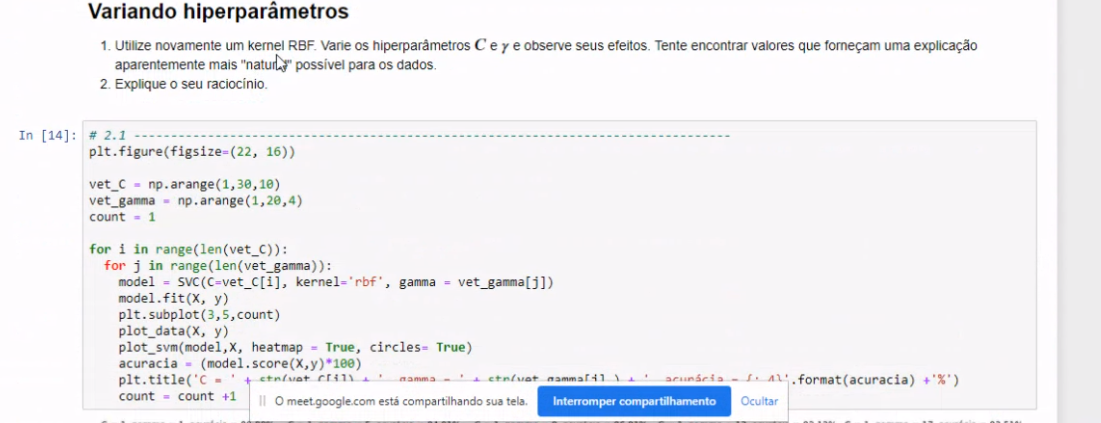 Variando hiperparâmetros
1. Utilize novamente um kernel RBF. Varie os hiperparâmetros C e γ e observe seus efeitos. Tente encontrar valores que forneçam uma explicação
aparentemente mais "natural" possível para os dados.
2. Explique o seu raciocínio.
In [14]: # 2.1 ----------------------------------------------------------------------------------
plt.figure(figsize=(22, 16))
vet_C = np.arange(1,30,10)
vet_gamma = np.arange(1,20,4)
count = 1
for i in range(len(vet_C)):
for j in range(len(vet_gamma)):
model = SVC(C=vet_C[i], kernel='rbf', gamma = vet_gamma[j])
model.fit(X, y)
plt.subplot(3,5,count)
plot_data(X, y)
plot_svm(model,X, heatmap = True, circles= True)
acuracia = (model.score(X,y)*100)
plt.title('C = ' + str(vet_C[i]) + ' gamma = ' + str(vet_gamma[j] ) + ' acurácia = {:.4}'.format(acuracia) +'%')
count = count +1
O meet.google.com está compartilhando sua tela. Interromper compartilhamento Ocultar